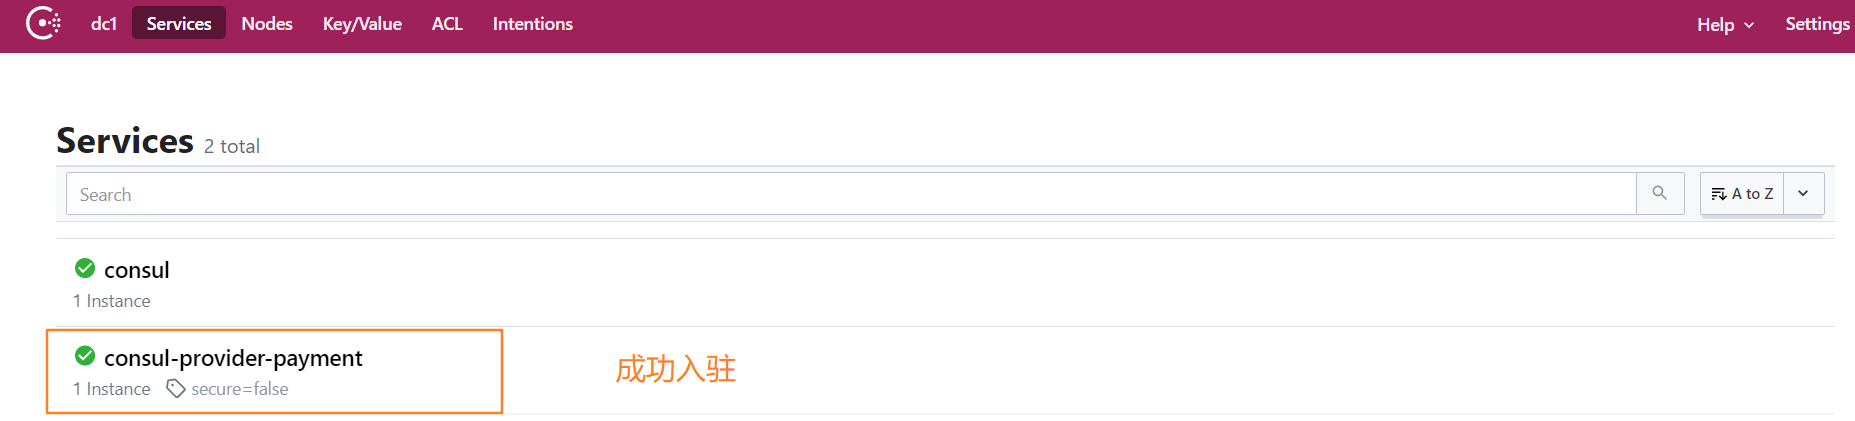 dc1 Services Nodes Key/Value ACL Intentions Help Settings
Services 2 total
Search A to Z
consul
1 Instance
consul-provider-payment
成功入驻
1 Instance secure=false